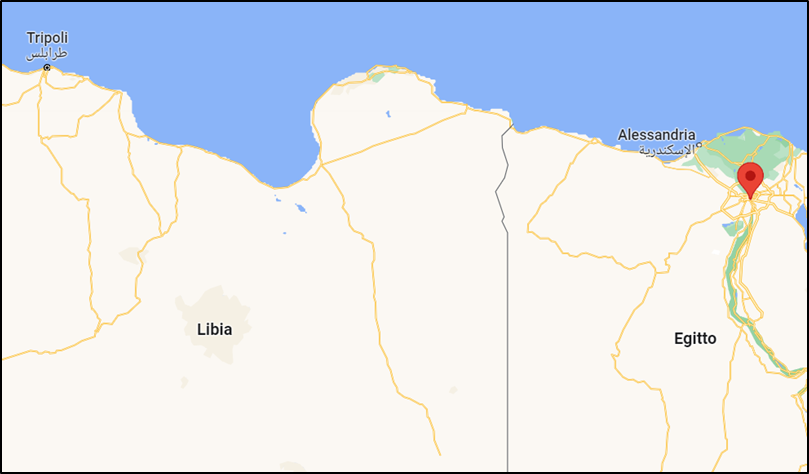 Tripoli
طرابلس
Alessandria
الإسكندرية
Libia
Egitto